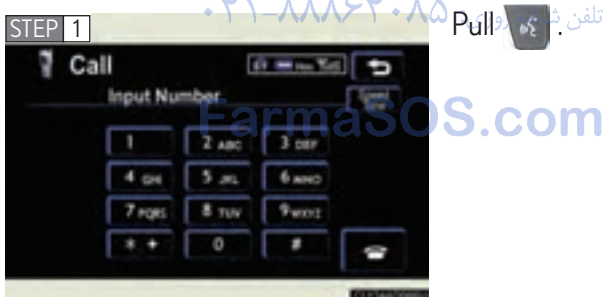 تلفن
STEP 1
Pull .
Call
Input Number
FarmaSOS.com
1 2 ABC 3 DEF
4 GHI 5 JKL 6 MNO
7 PQRS 8 TUV 9 WXYZ
* + 0 #